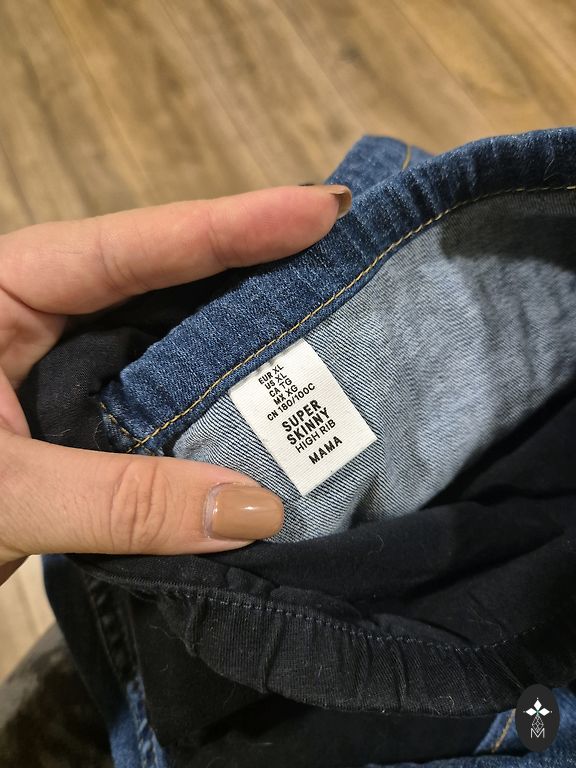 EUR XL
US XL
CA TG
MX XG
CN 180/100C
SUPER
SKINNY
HIGH RIB
MAMA
M